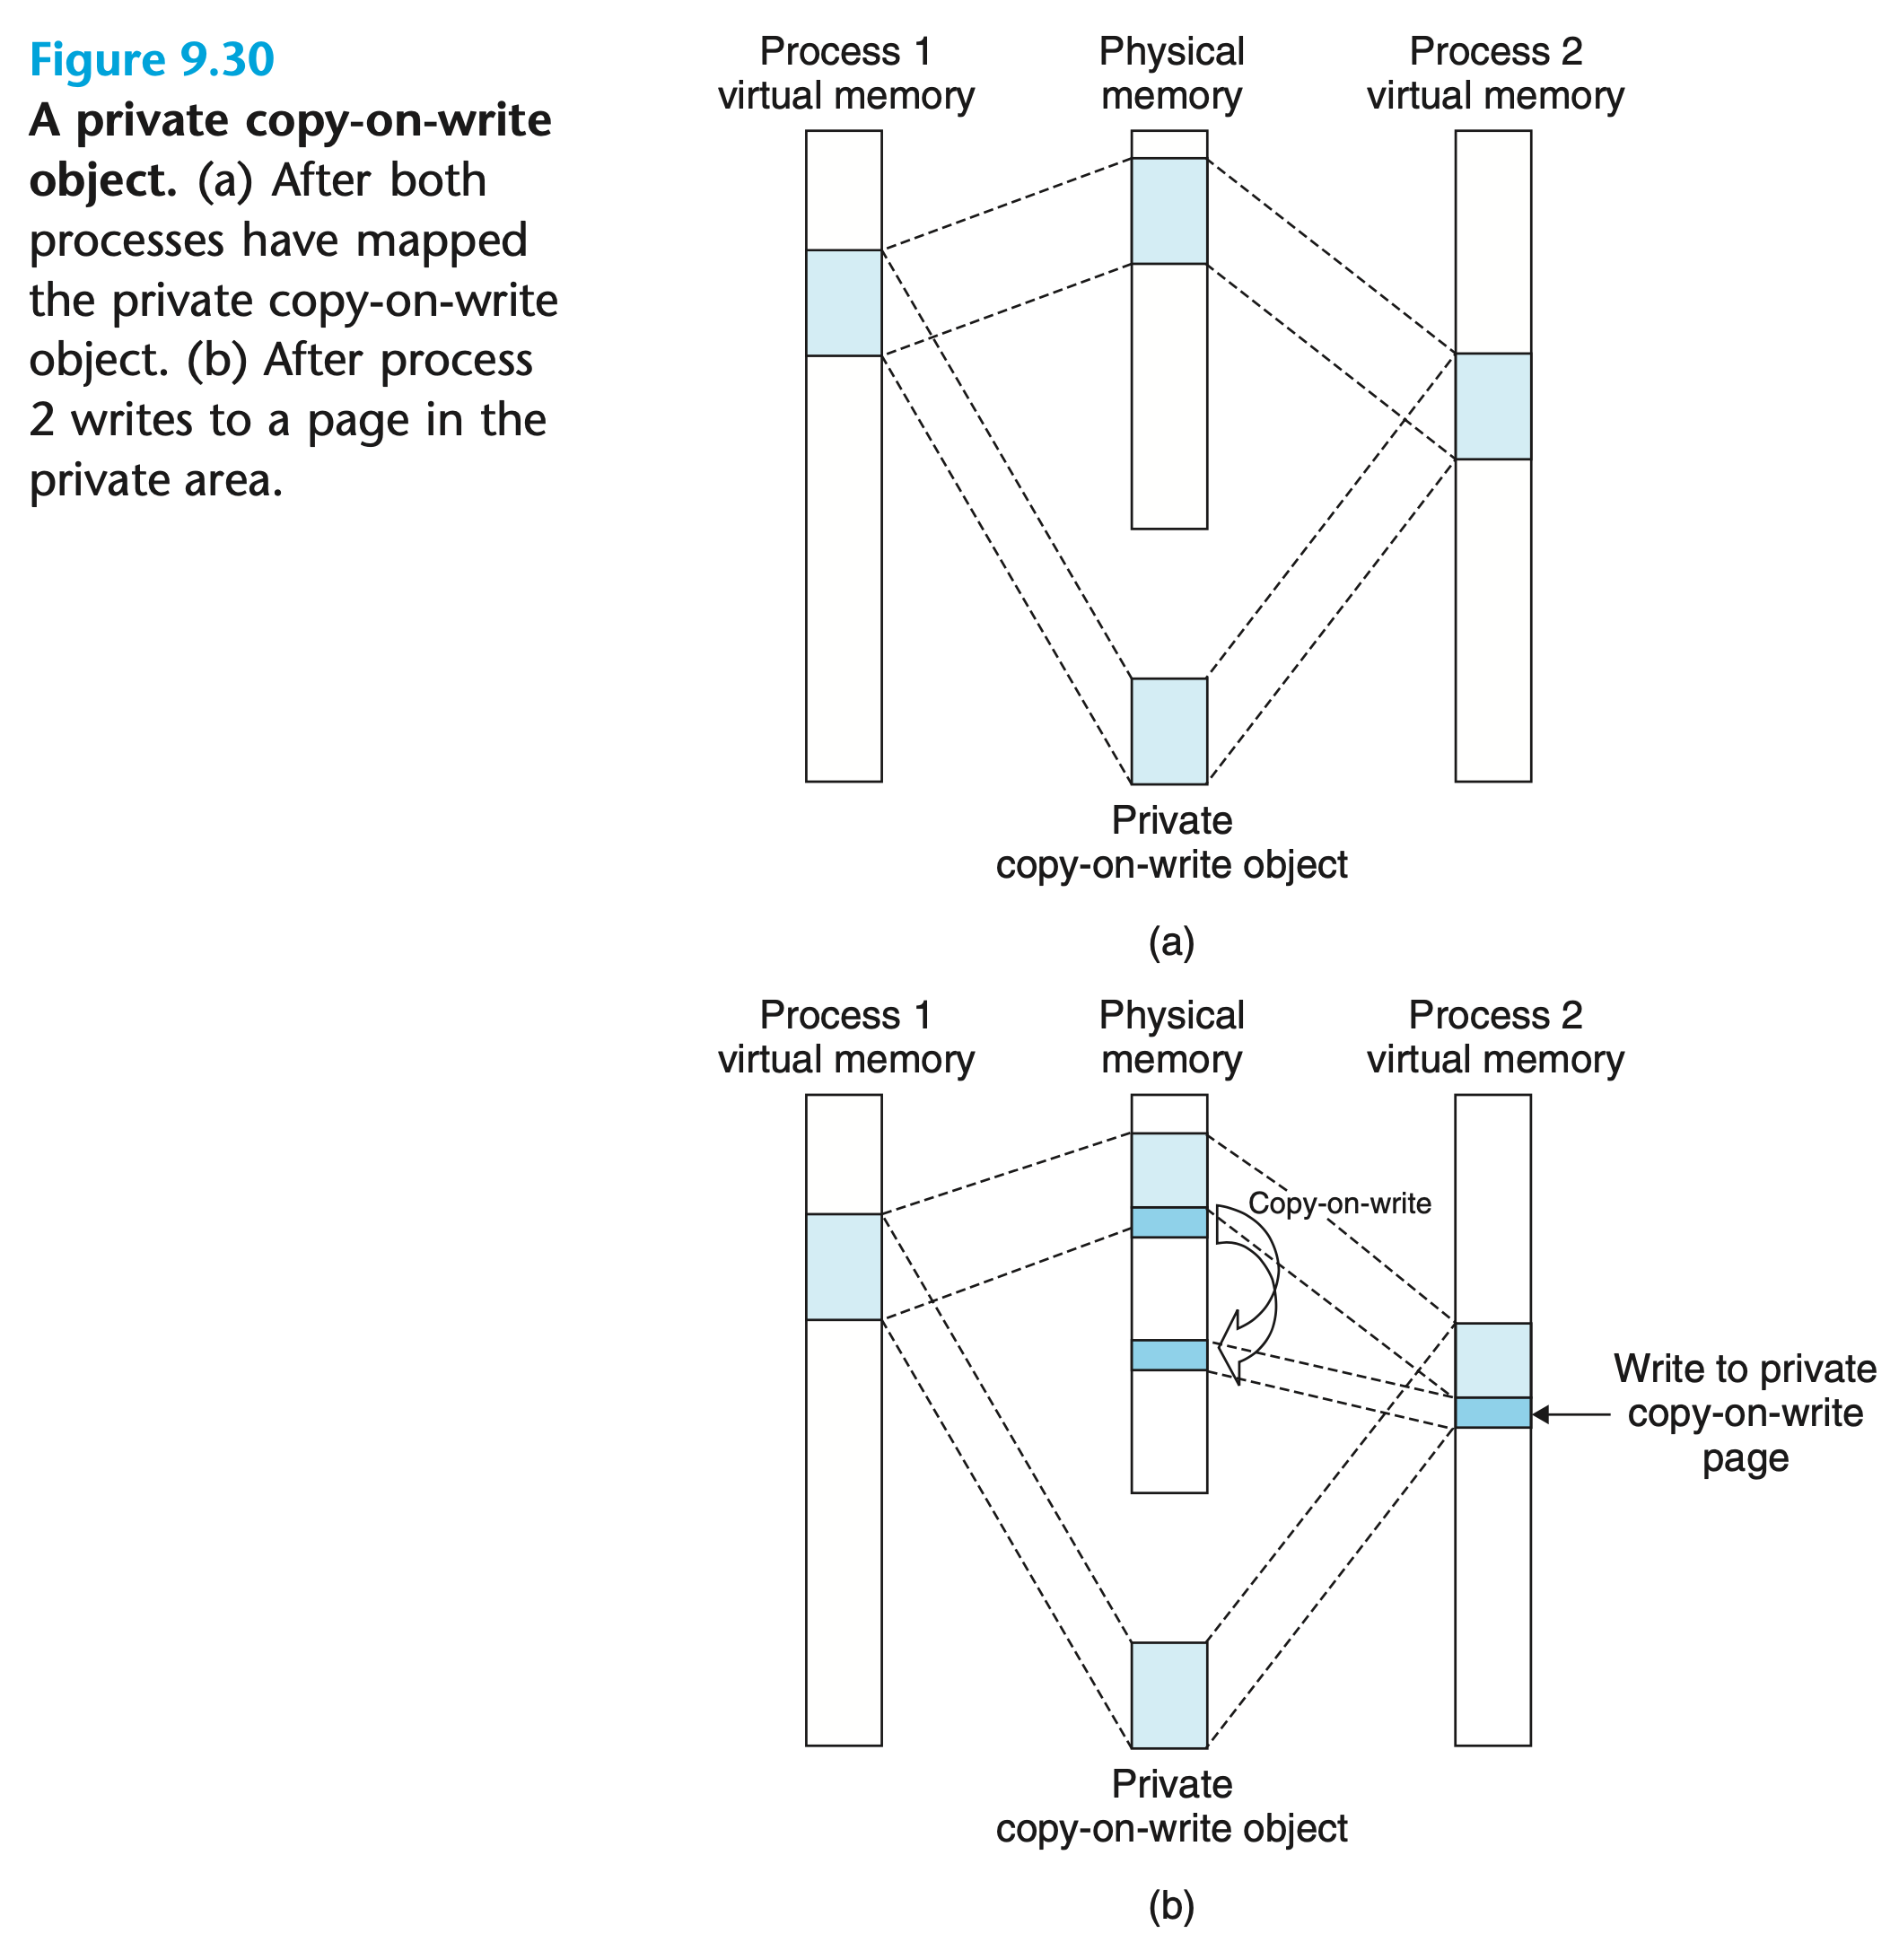 Figure 9.30
A private copy-on-write
object. (a) After both
processes have mapped
the private copy-on-write
object. (b) After process
2 writes to a page in the
private area.
Process 1
virtual memory
Physical
memory
Process 2
virtual memory
Private
copy-on-write object
(a)
Process 1
virtual memory
Physical
memory
Process 2
virtual memory
Copy-on-write
Write to private
copy-on-write
page
Private
copy-on-write object
(b)